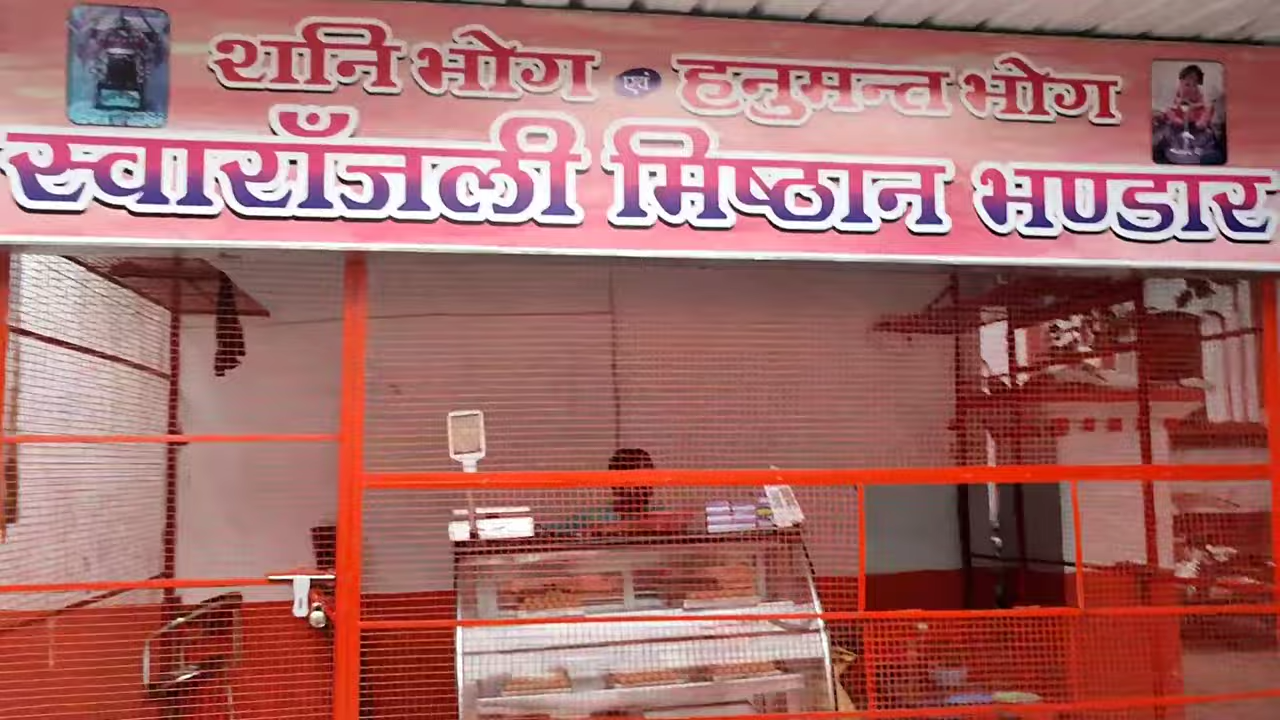 शनि भोग एवं हनुमन्त भोग
स्वारॉंजली मिष्ठान भण्डार